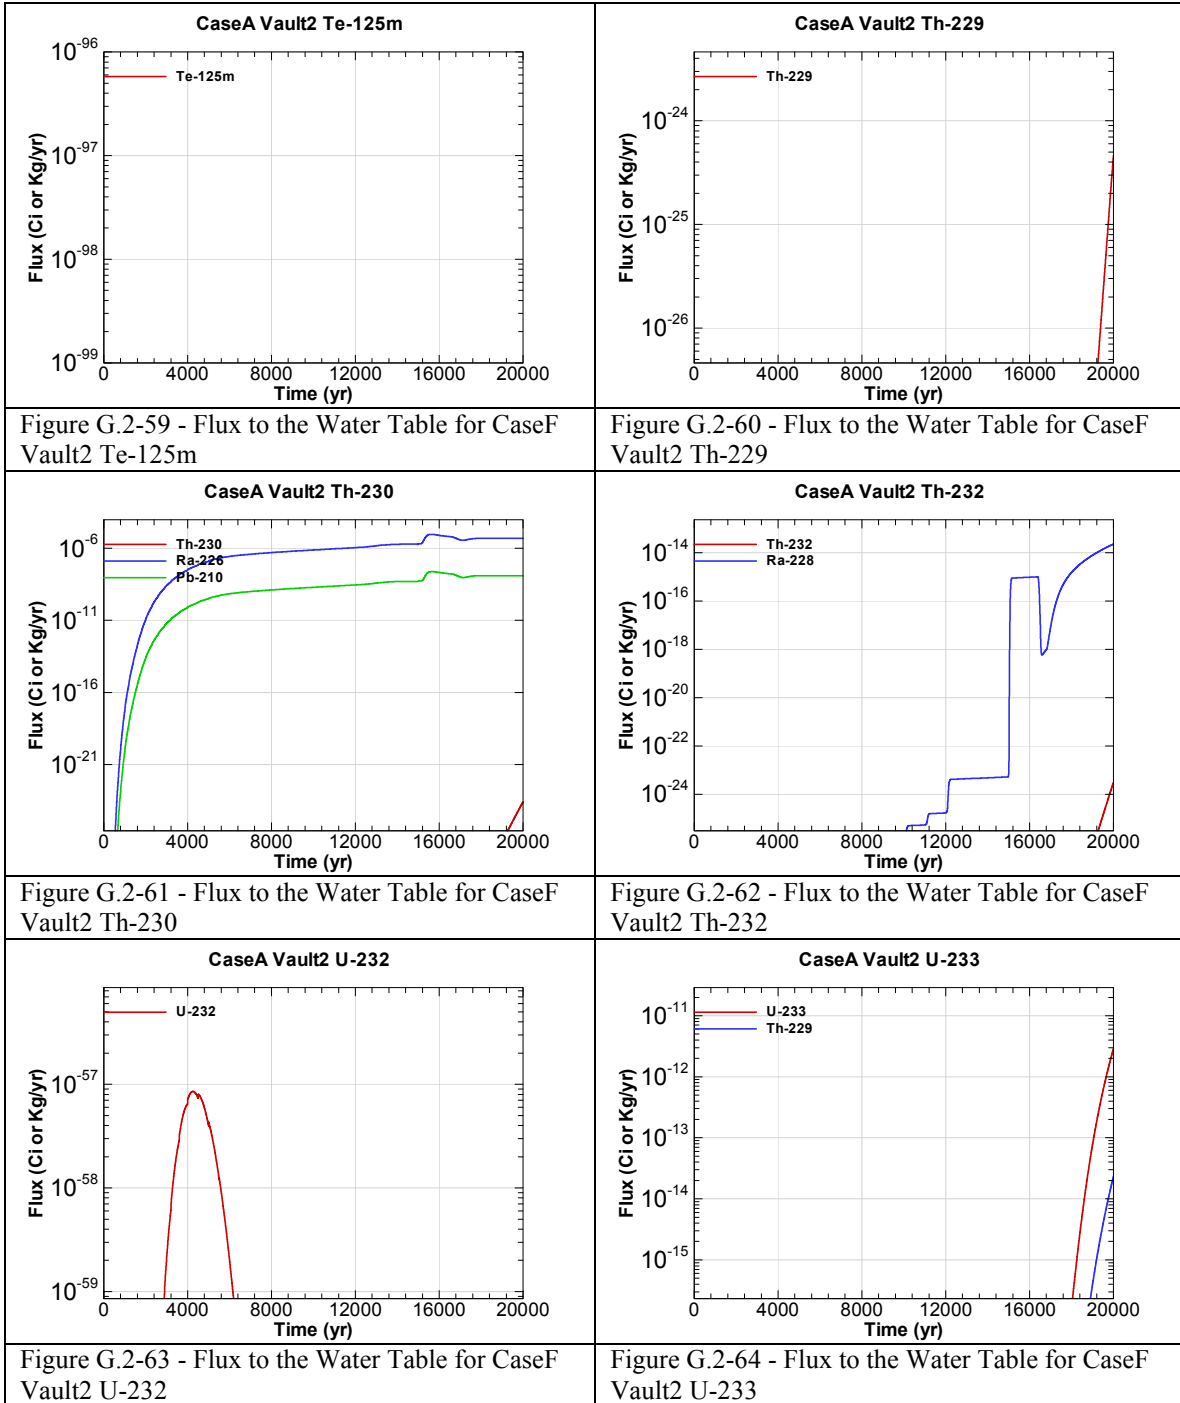 CaseA Vault2 Te-125m
10^-96
Te-125m
10^-97
10^-98
10^-99
Flux (Ci or Kg/yr)
0 4000 8000 12000 16000 20000
Time (yr)
Figure G.2-59 - Flux to the Water Table for CaseF
Vault2 Te-125m
CaseA Vault2 Th-229
Th-229
10^-24
10^-25
10^-26
Flux (Ci or Kg/yr)
0 4000 8000 12000 16000 20000
Time (yr)
Figure G.2-60 - Flux to the Water Table for CaseF
Vault2 Th-229
CaseA Vault2 Th-230
Th-230
10^-6
Ra-226
Pb-210
10^-11
10^-16
10^-21
Flux (Ci or Kg/yr)
0 4000 8000 12000 16000 20000
Time (yr)
Figure G.2-61 - Flux to the Water Table for CaseF
Vault2 Th-230
CaseA Vault2 Th-232
Th-232
10^-14
Ra-228
10^-16
10^-18
10^-20
10^-22
10^-24
Flux (Ci or Kg/yr)
0 4000 8000 12000 16000 20000
Time (yr)
Figure G.2-62 - Flux to the Water Table for CaseF
Vault2 Th-232
CaseA Vault2 U-232
U-232
10^-57
10^-58
10^-59
Flux (Ci or Kg/yr)
0 4000 8000 12000 16000 20000
Time (yr)
Figure G.2-63 - Flux to the Water Table for CaseF
Vault2 U-232
CaseA Vault2 U-233
10^-11
U-233
Th-229
10^-12
10^-13
10^-14
10^-15
Flux (Ci or Kg/yr)
0 4000 8000 12000 16000 20000
Time (yr)
Figure G.2-64 - Flux to the Water Table for CaseF
Vault2 U-233